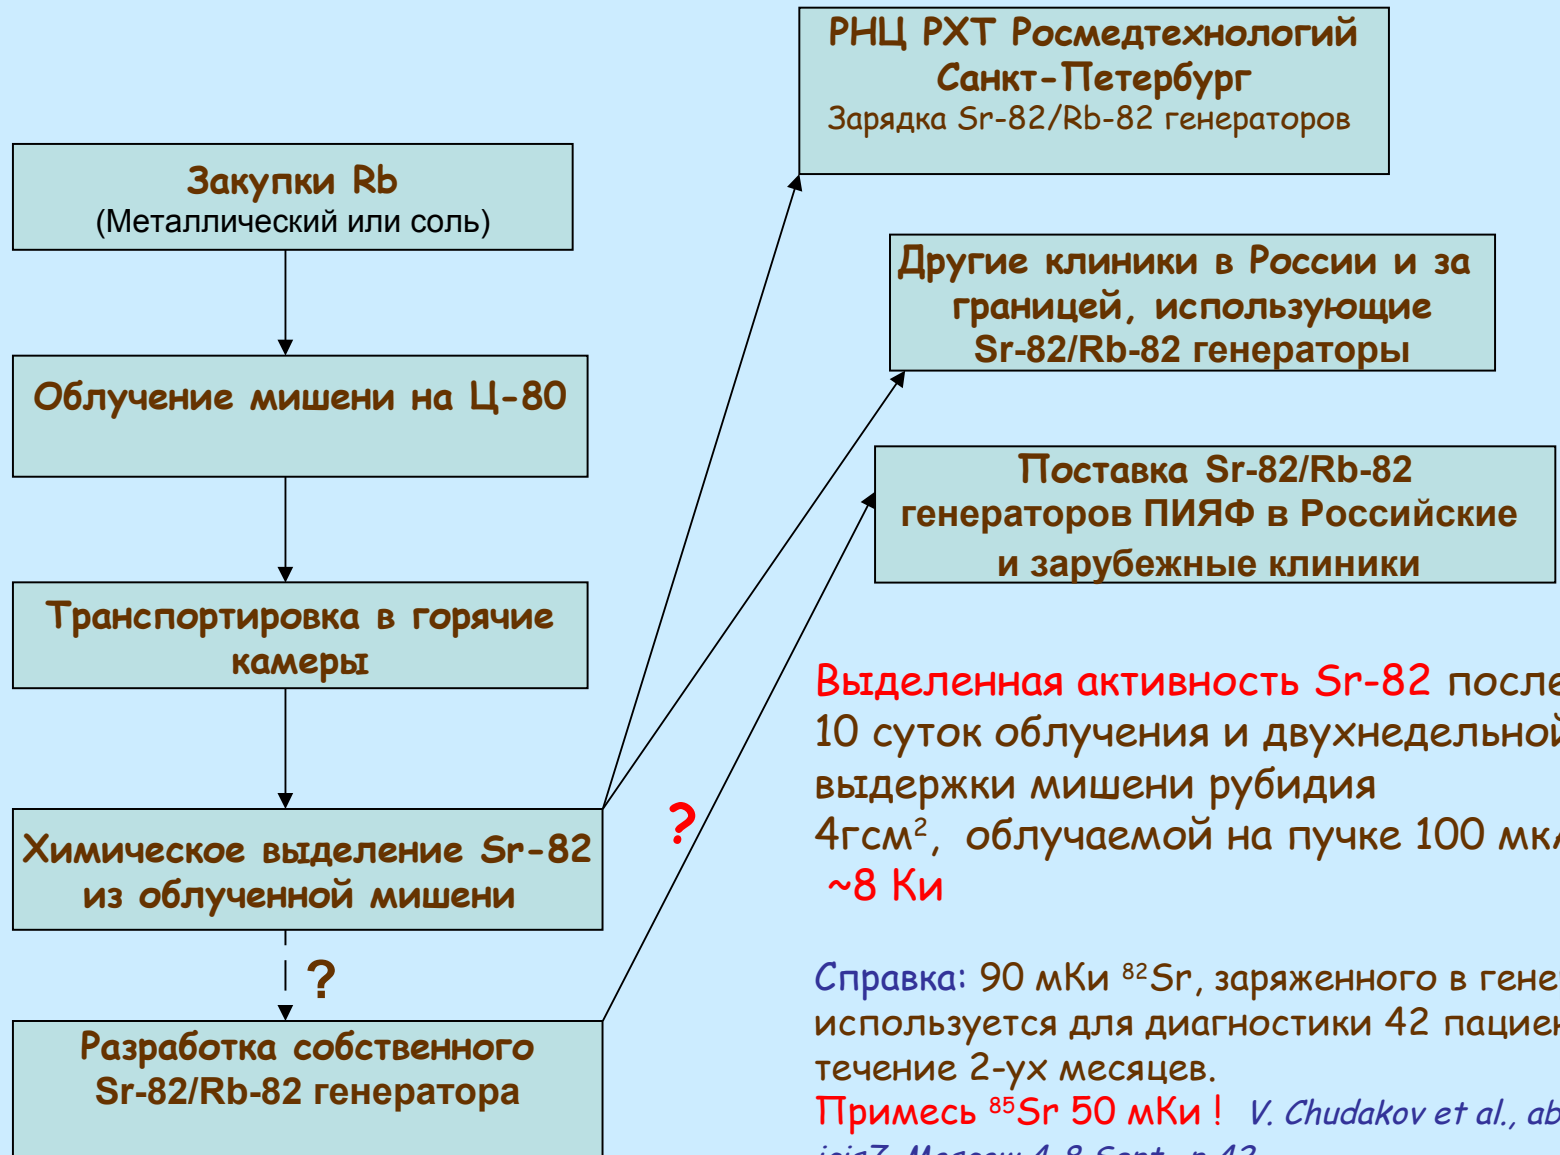 РНЦ РХТ Росмедтехнологий
Санкт-Петербург
Зарядка Sr-82/Rb-82 генераторов
Закупки Rb
(Металлический или соль)
Другие клиники в России и за
границей, использующие
Sr-82/Rb-82 генераторы
Облучение мишени на Ц-80
Поставка Sr-82/Rb-82
генераторов ПИЯФ в Российские
и зарубежные клиники
Транспортировка в горячие
камеры
Химическое выделение Sr-82
из облученной мишени
?
?
Разработка собственного
Sr-82/Rb-82 генератора
Выделенная активность Sr-82 после
10 суток облучения и двухнедельной
выдержки мишени рубидия
4гсм², облучаемой на пучке 100
~8 Ки
Справка: 90 мКи ⁸²Sr, заряженного в
используется для диагностики 42
течение 2-ух месяцев.
Примесь ⁸⁵Sr 50 мКи ! V. Chudakov et al.,